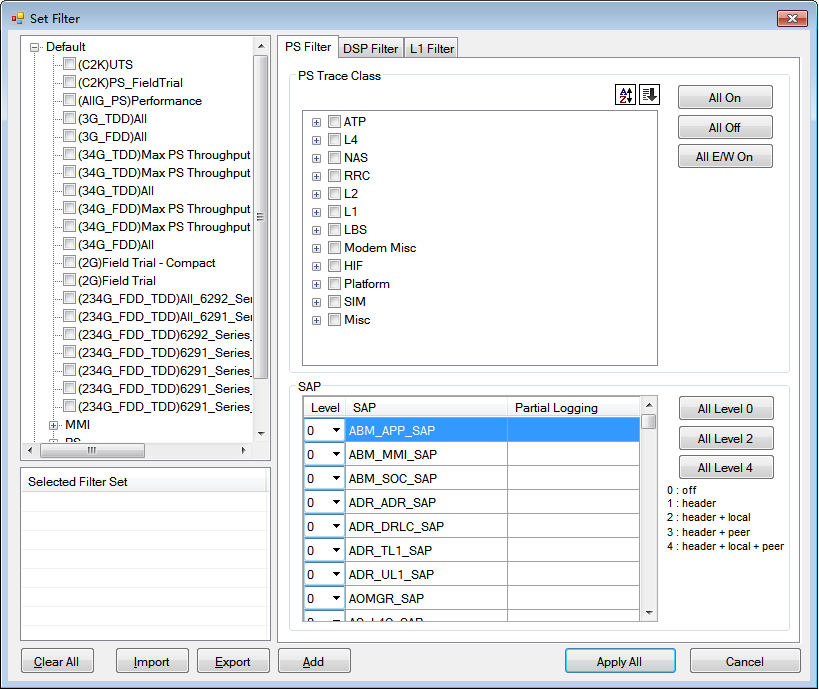 Set Filter
Default
(C2K)UTS
(C2K)PS_FieldTrial
(AllG_PS)Performance
(3G_TDD)All
(3G_FDD)All
(34G_TDD)Max PS Throughput
(34G_TDD)Max PS Throughput
(34G_TDD)All
(34G_FDD)Max PS Throughput
(34G_FDD)Max PS Throughput
(34G_FDD)All
(2G)Field Trial - Compact
(2G)Field Trial
(234G_FDD_TDD)All_6292_Ser
(234G_FDD_TDD)All_6291_Ser
(234G_FDD_TDD)6292_Series_
(234G_FDD_TDD)6291_Series_
(234G_FDD_TDD)6291_Series_
(234G_FDD_TDD)6291_Series_
(234G_FDD_TDD)6291_Series_
MMI
PS
Selected Filter Set
PS Filter DSP Filter L1 Filter
PS Trace Class
ATP
L4
NAS
RRC
L2
L1
LBS
Modem Misc
HIF
Platform
SIM
Misc
All On
All Off
All E/W On
SAP
Level SAP Partial Logging
0 ABM_APP_SAP
0 ABM_MMI_SAP
0 ABM_SOC_SAP
0 ADR_ADR_SAP
0 ADR_DRLC_SAP
0 ADR_TL1_SAP
0 ADR_UL1_SAP
0 AOMGR_SAP
All Level 0
All Level 2
All Level 4
0 : off
1 : header
2 : header + local
3 : header + peer
4 : header + local + peer
Clear All Import Export Add Apply All Cancel